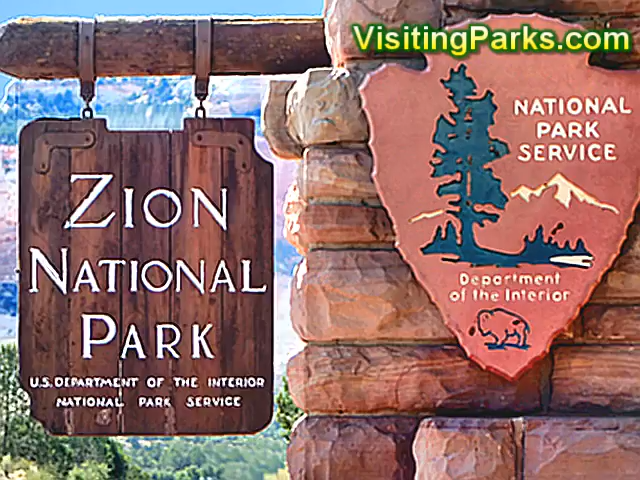 VisitingParks.com
ZION
NATIONAL
PARK
U.S. DEPARTMENT OF THE INTERIOR
NATIONAL PARK SERVICE
NATIONAL
PARK
SERVICE
Department
of the Interior